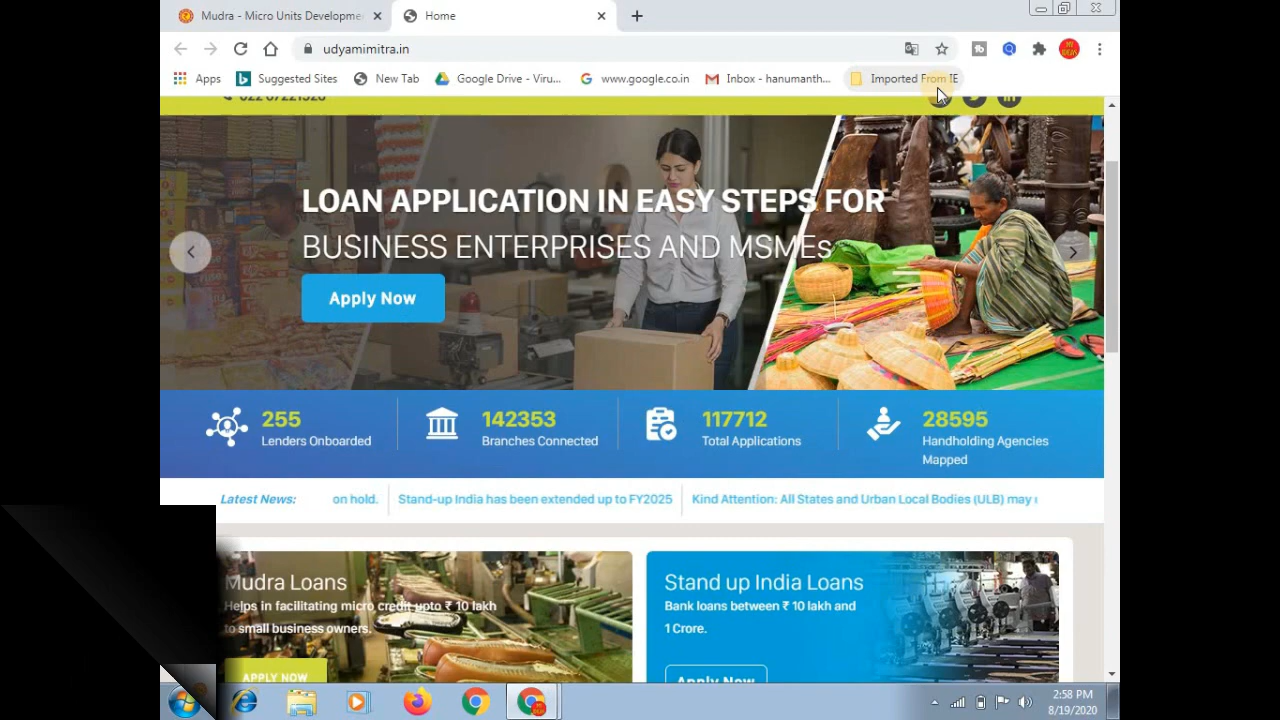 Mudra - Micro Units Developme
Home
udyamimitra.in
Apps
Suggested Sites
New Tab
Google Drive - Viru...
www.google.co.in
Inbox - hanumanth...
Imported From IE
LOAN APPLICATION IN EASY STEPS FOR
BUSINESS ENTERPRISES AND MSMEs
Apply Now
255
Lenders Onboarded
142353
Branches Connected
117712
Total Applications
28595
Handholding Agencies
Mapped
Latest News:
on hold.
Stand-up India has been extended up to FY2025
Kind Attention: All States and Urban Local Bodies (ULB) may
Mudra Loans
Helps in facilitating micro credit upto ₹ 10 lakh
to small business owners.
APPLY NOW
Stand up India Loans
Bank loans between ₹ 10 lakh and
1 Crore.
Apply Now
2:58 PM
8/19/2020